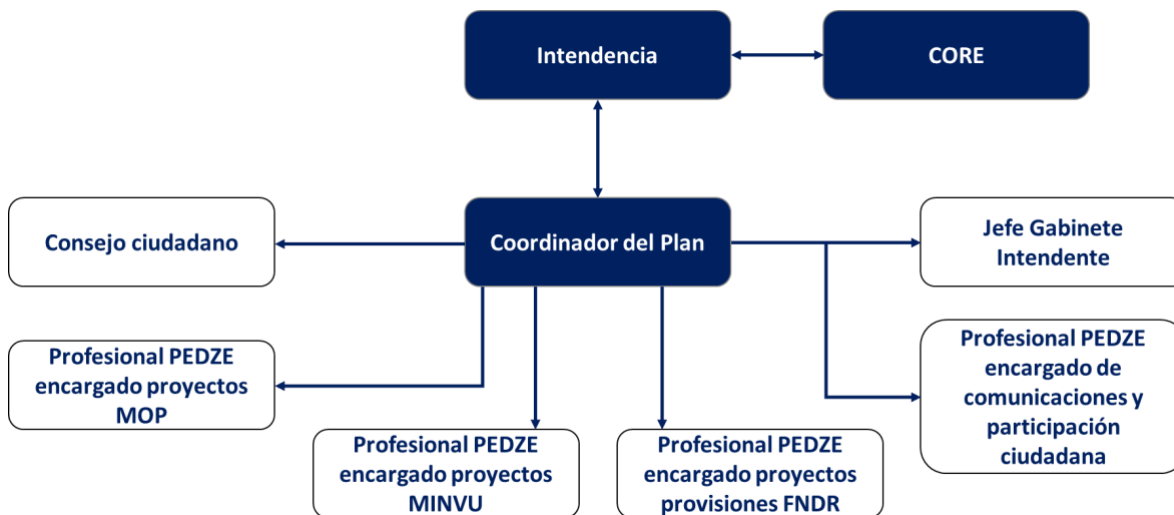 Intendencia
CORE
Consejo ciudadano
Coordinador del Plan
Jefe Gabinete
Intendente
Profesional PEDZE
encargado proyectos
MOP
Profesional PEDZE
encargado proyectos
MINVU
Profesional PEDZE
encargado proyectos
provisiones FNDR
Profesional PEDZE
encargado de
comunicaciones y
participación
ciudadana